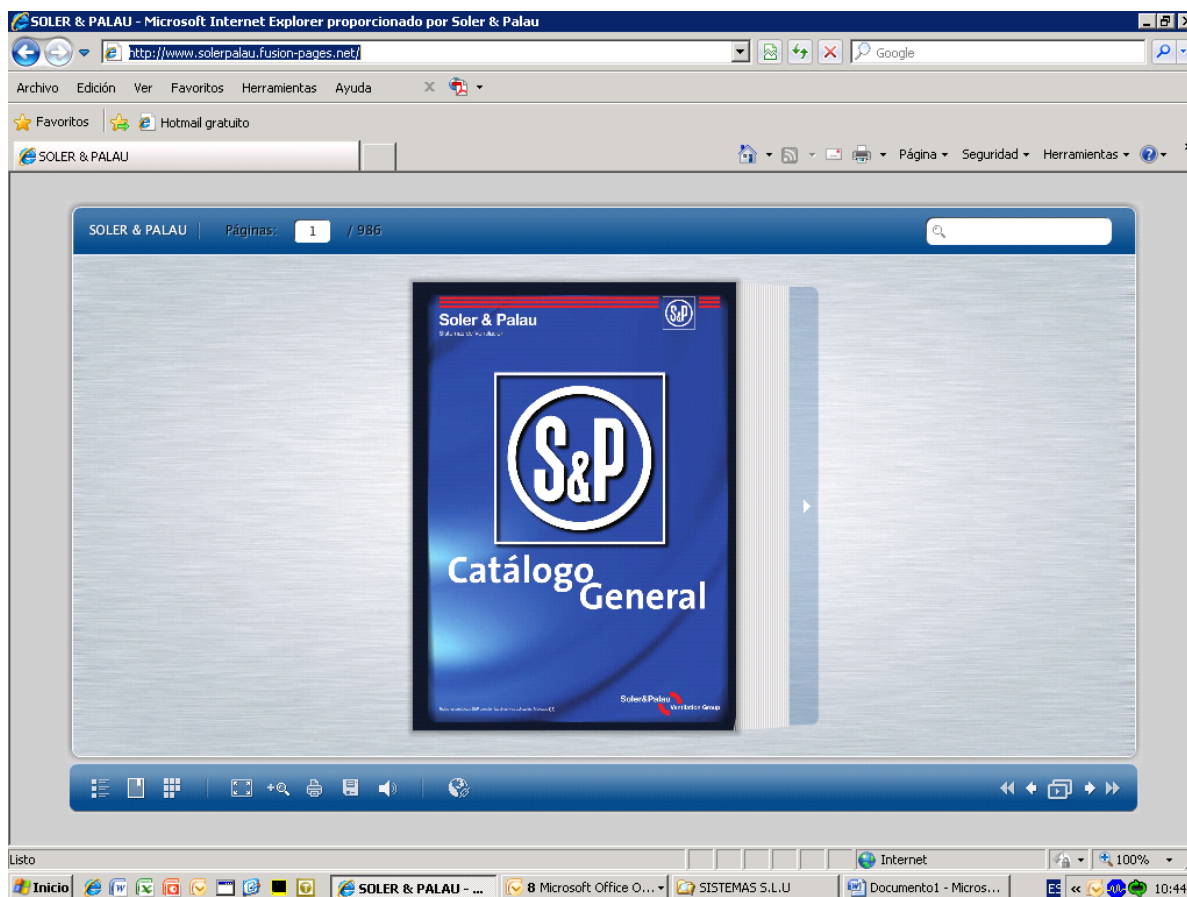 SOLER & PALAU - Microsoft Internet Explorer proporcionado por Soler & Palau
http://www.solerpalau.fusion-pages.net/
Google
Archivo Edición Ver Favoritos Herramientas Ayuda
Favoritos Hotmail gratuito
SOLER & PALAU
Página Seguridad Herramientas
SOLER & PALAU Páginas: 1 / 986
Soler & Palau
Sistemas de Ventilación
S&P
S&P
Catálogo
General
Soler&Palau
Ventilation Group
Listo
Internet
100%
Inicio
SOLER & PALAU - ...
8 Microsoft Office O...
SISTEMAS S.L.U
Documento1 - Micros...
ES
10:44